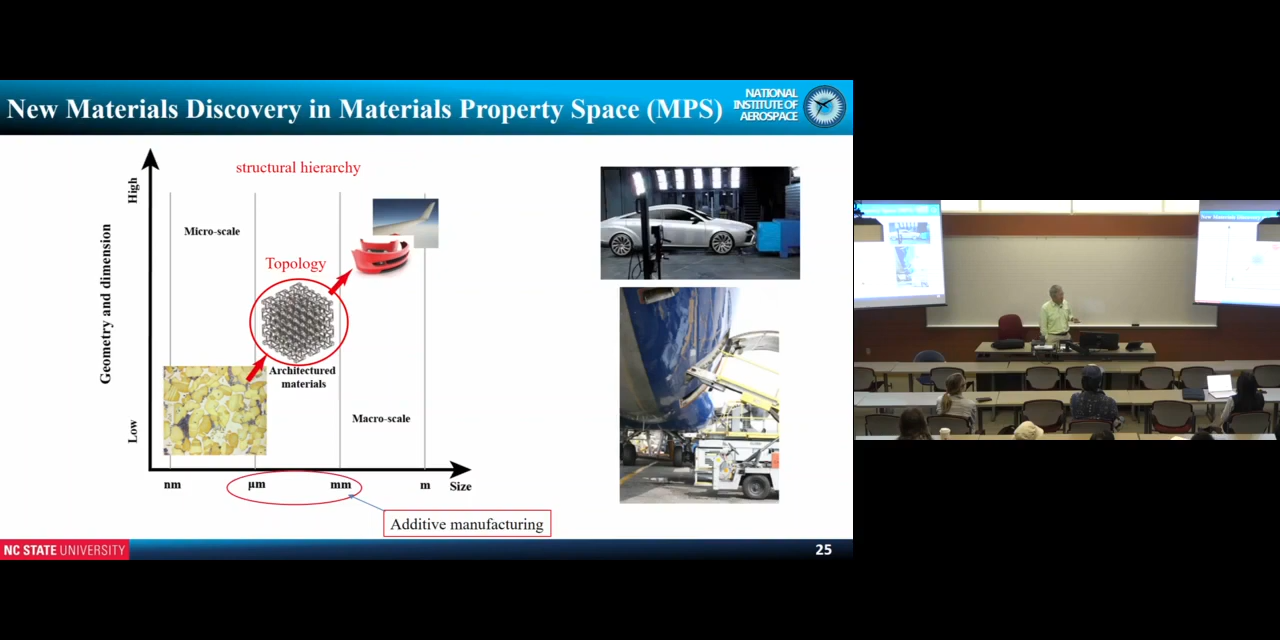 New Materials Discovery in Materials Property Space (MPS)
NATIONAL
INSTITUTE OF
AEROSPACE
structural hierarchy
High
Micro-scale
Topology
Geometry and dimension
Architectured
materials
Macro-scale
Low
nm
µm
mm
m
Size
Additive manufacturing
NC STATE UNIVERSITY
25